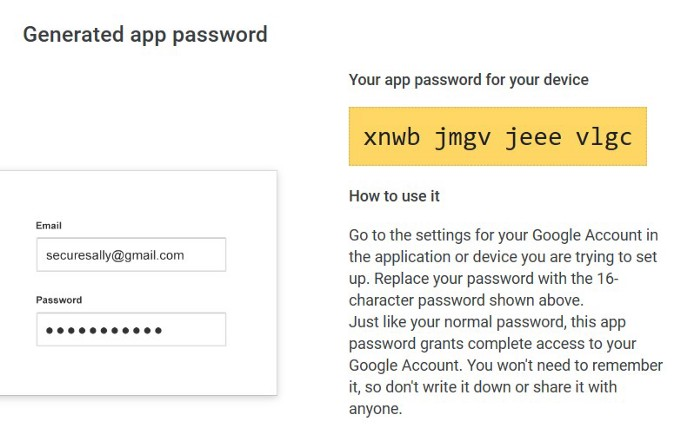 Generated app password
Your app password for your device
xnwb jmgv jeee vlgc
How to use it
Go to the settings for your Google Account in
the application or device you are trying to set
up. Replace your password with the 16-
character password shown above.
Just like your normal password, this app
password grants complete access to your
Google Account. You won't need to remember
it, so don't write it down or share it with
anyone.
Email
securesally@gmail.com
Password
●●●●●●●●●●●